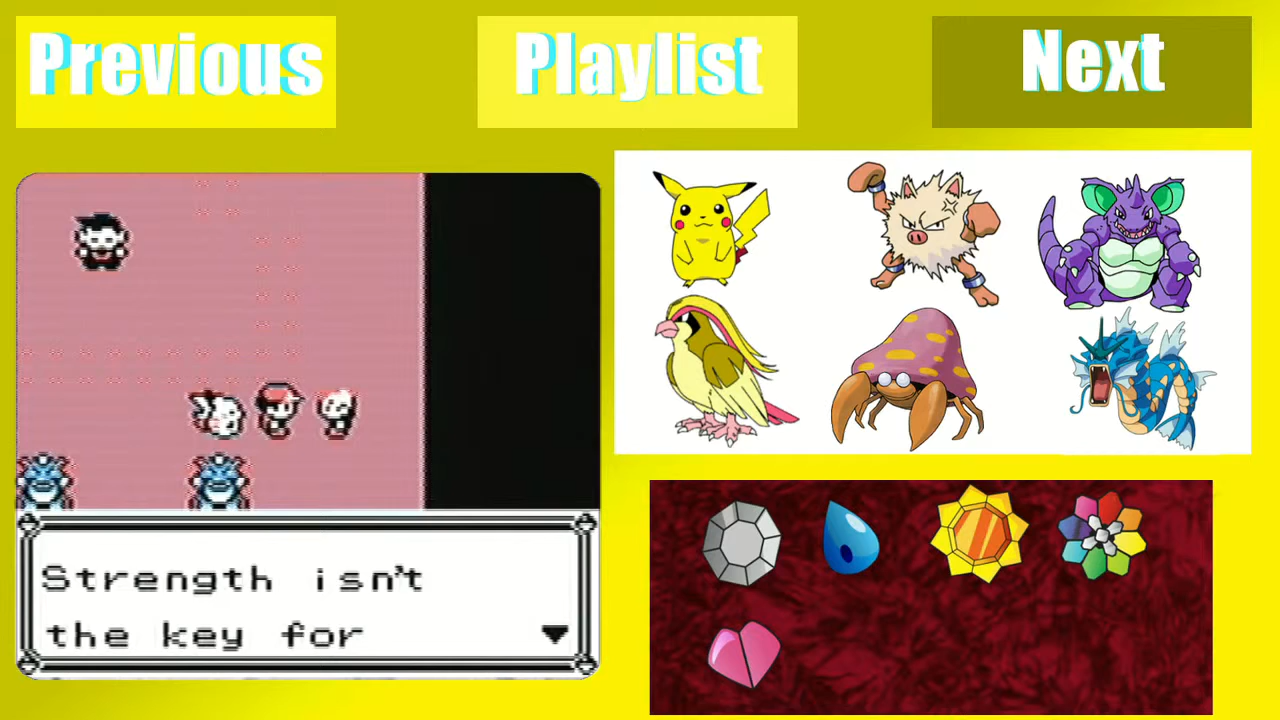 Previous
Playlist
Next
Strength isn't
the key for